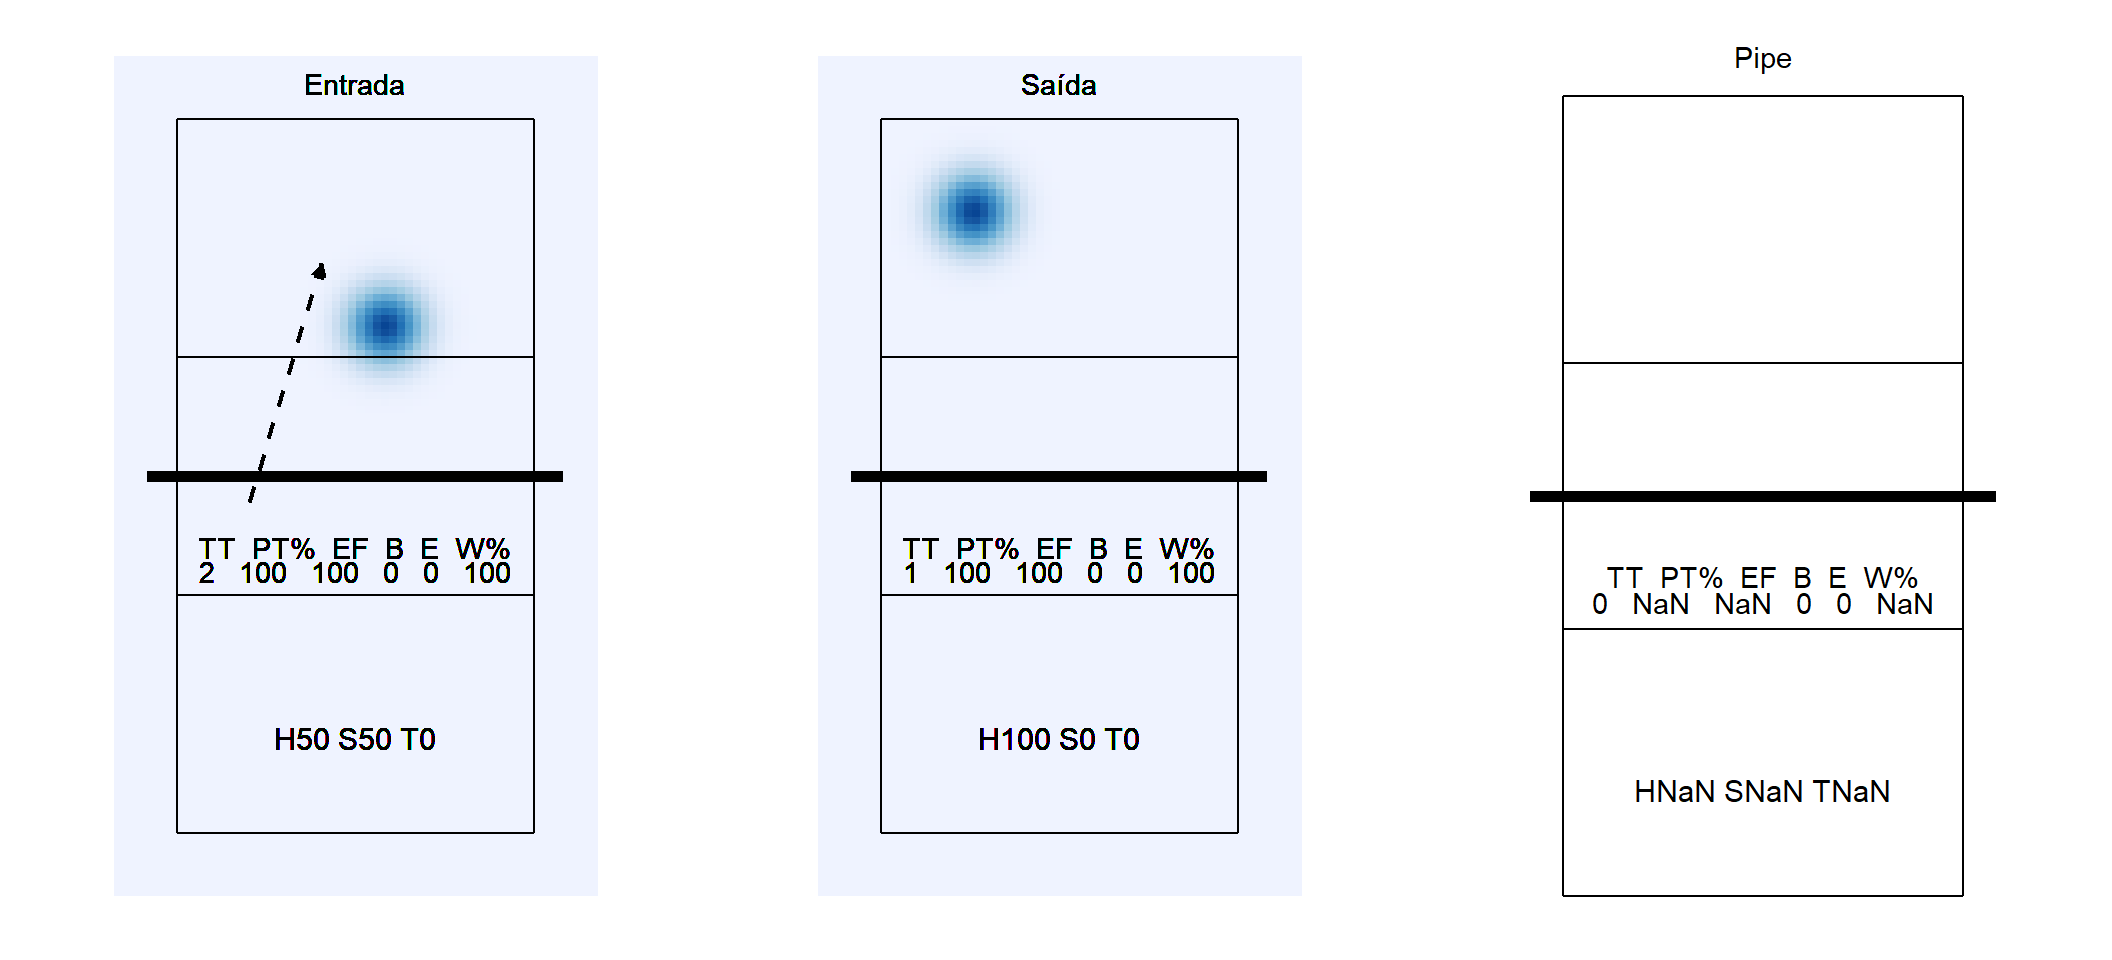 Entrada
TT PT% EF B E W%
2 100 100 0 0 100
H50 S50 T0
Saída
TT PT% EF B E W%
1 100 100 0 0 100
H100 S0 T0
Pipe
TT PT% EF B E W%
0 NaN NaN 0 0 NaN
HNaN SNaN TNaN